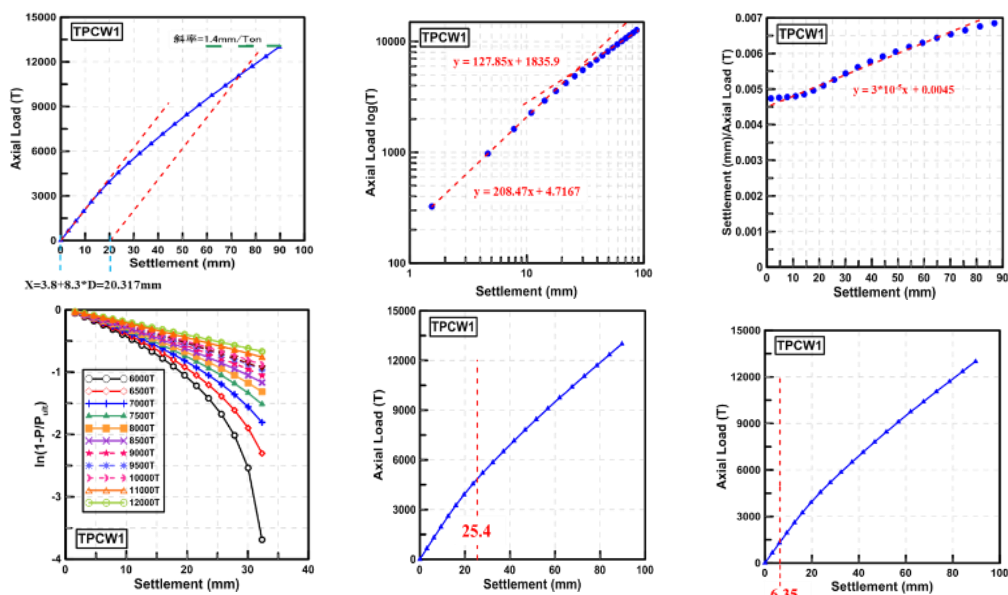 TPCW1
斜率=1.4mm/Ton
15000
12000
9000
6000
3000
0
Axial Load (T)
0 10 20 30 40 50 60 70 80 90 100
Settlement (mm)
X=3.8+8.3*D=20.317mm
TPCW1
10000
1000
100
Axial Load log(T)
y = 127.85x + 1835.9
y = 208.47x + 4.7167
1 10 100
Settlement (mm)
TPCW1
0.007
0.006
0.005
0.004
0.003
0.002
0.001
0
Settlement (mm)/Axial Load (T)
y = 3*10⁻⁵x + 0.0045
0 10 20 30 40 50 60 70 80 90
Settlement (mm)
0
-1
-2
-3
-4
ln(1-P/Pult)
6000T
6500T
7000T
7500T
8000T
8500T
9000T
9500T
10000T
11000T
12000T
TPCW1
0 10 20 30 40
Settlement (mm)
TPCW1
15000
12000
9000
6000
3000
0
Axial Load (T)
25.4
0 20 40 60 80 100
Settlement (mm)
TPCW1
15000
12000
9000
6000
3000
0
Axial Load (T)
0 20 40 60 80 100
6.35
Settlement (mm)